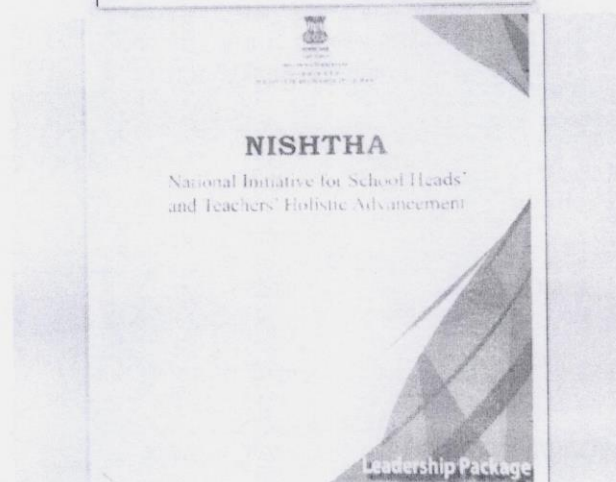 NISHTHA
National Initiative for School Heads'
and Teachers' Holistic Advancement
Leadership Package